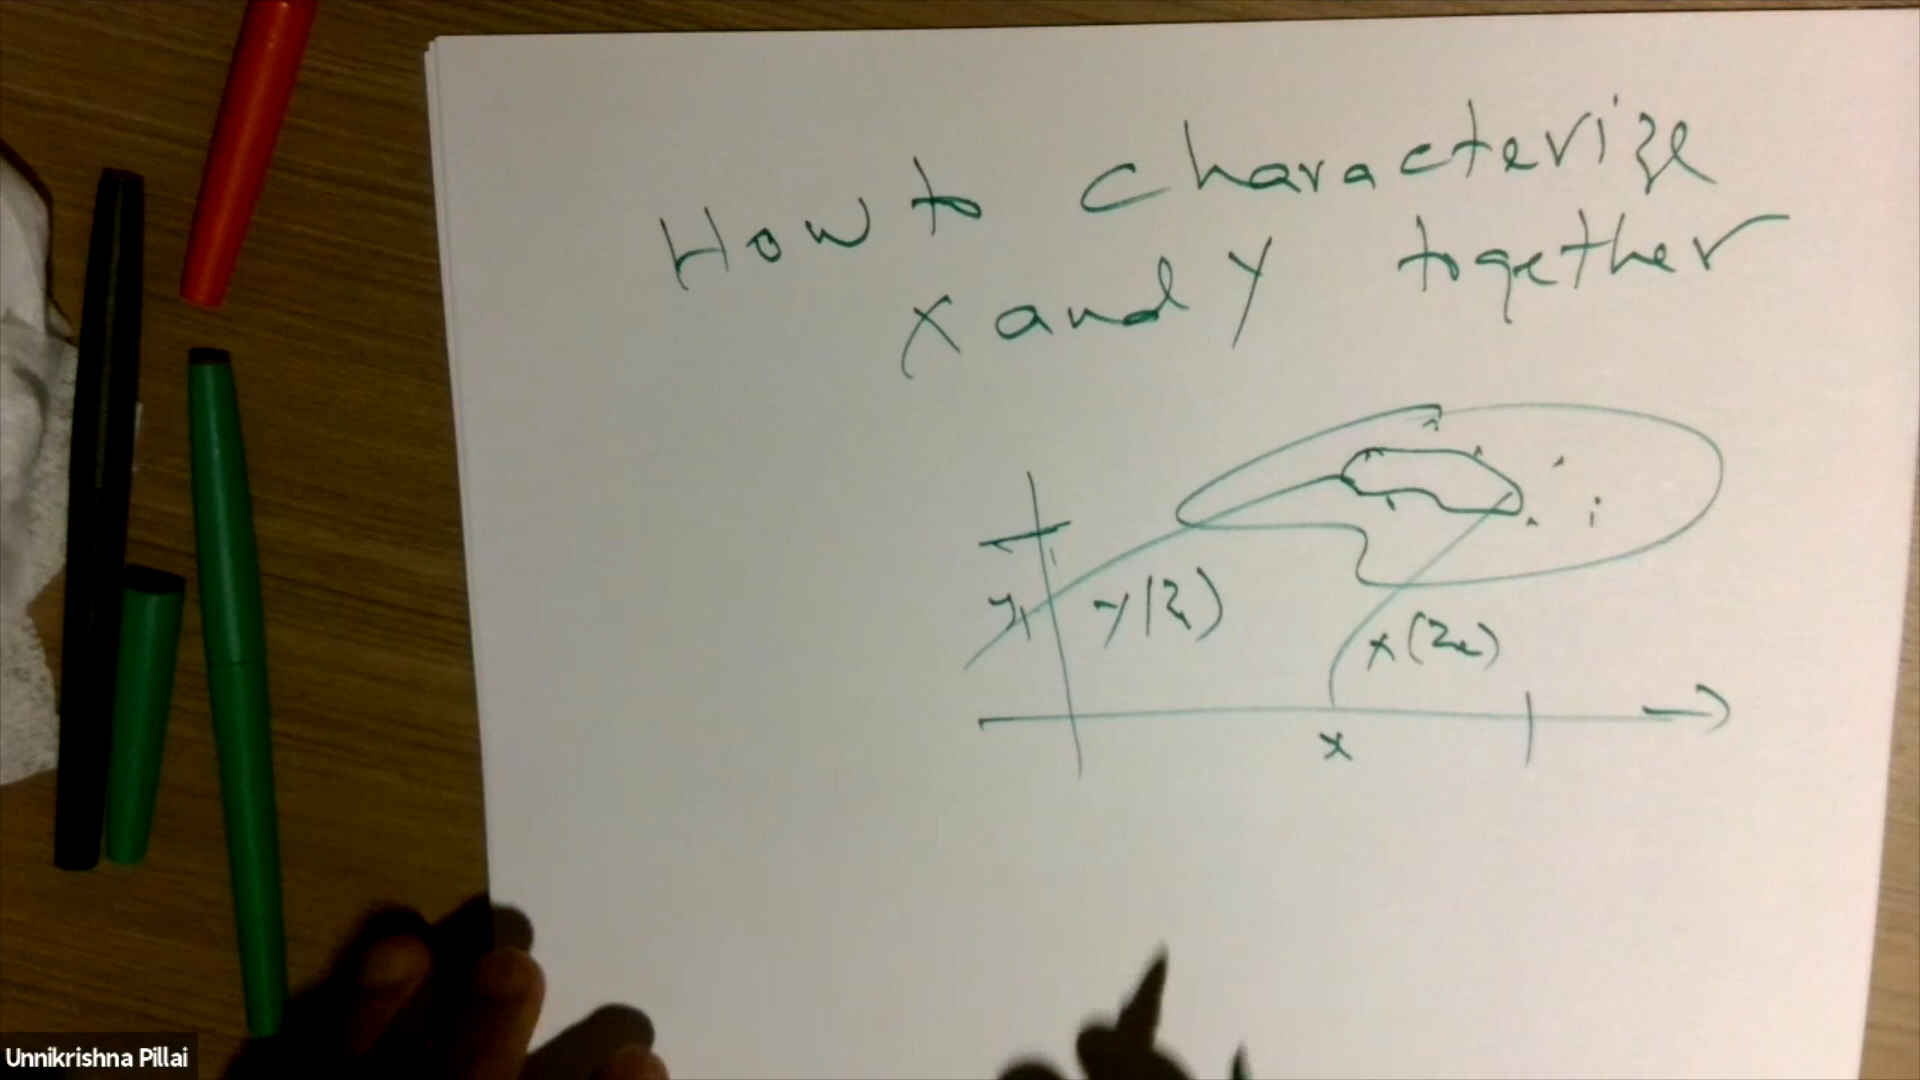 How to characterize
X and Y together
y
x
Unnikrishna Pillai